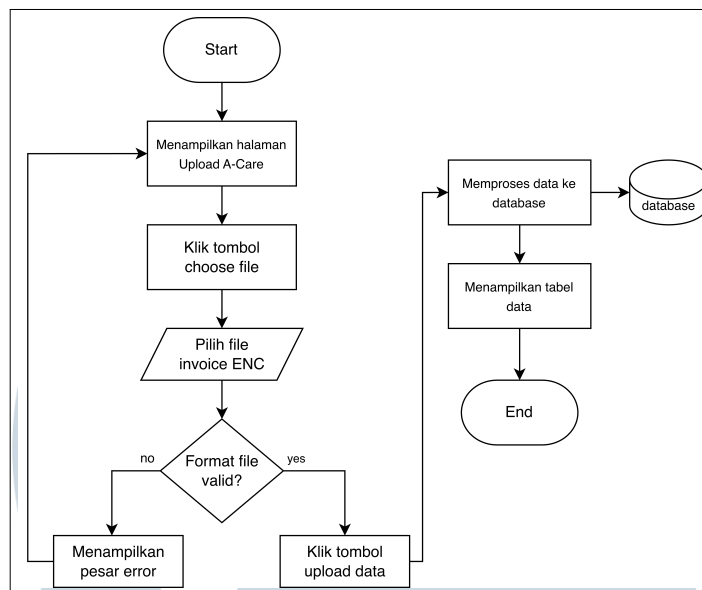 Start
Menampilkan halaman
Upload A-Care
Klik tombol
choose file
Pilih file
invoice ENC
Format file
valid?
no
yes
Menampilkan
pesar error
Klik tombol
upload data
Memproses data ke
database
database
Menampilkan tabel
data
End